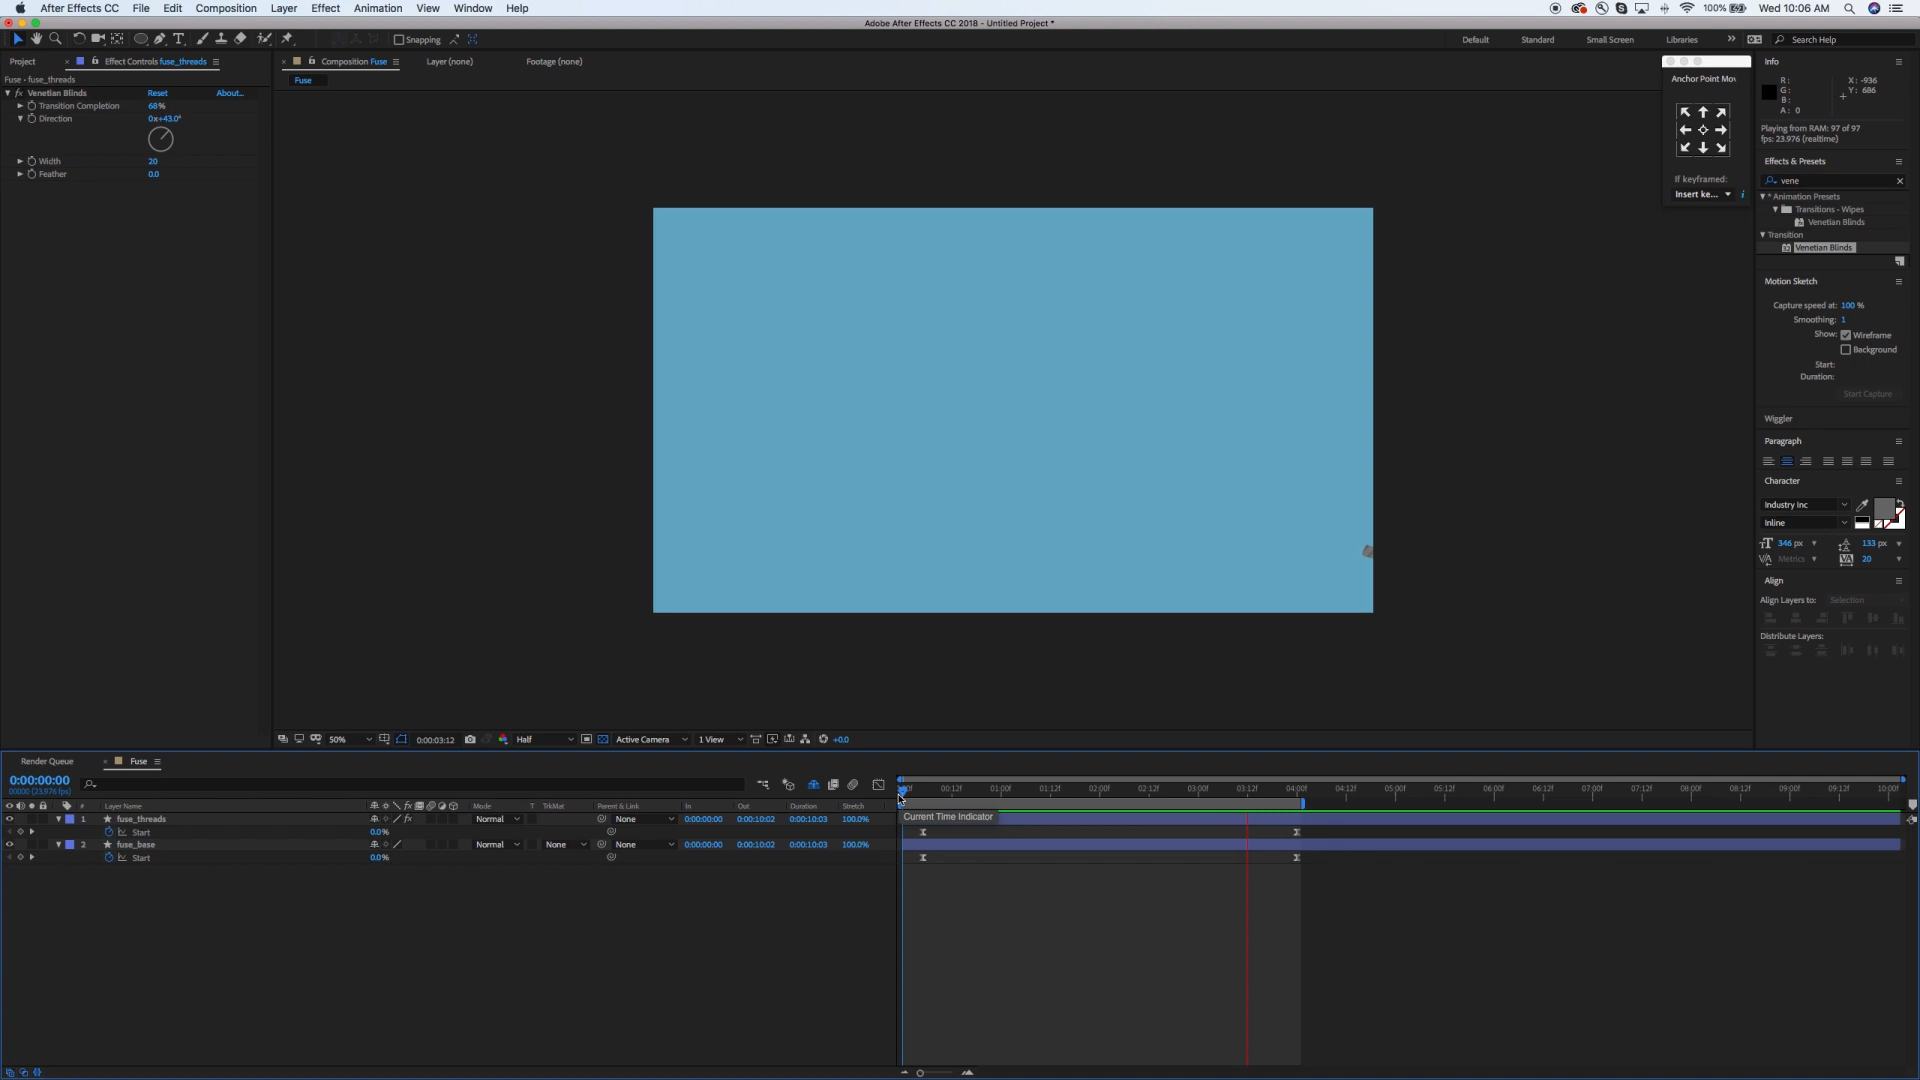 After Effects CC File Edit Composition Layer Effect Animation View Window Help 100% Wed 10:06 AM
Adobe After Effects CC 2018 - Untitled Project *
Snapping Default Standard Small Screen Libraries Search Help
Project Effect Controls fuse_threads Composition Fuse Layer (none) Footage (none) Info
Fuse • fuse_threads Fuse
Venetian Blinds Reset About...
Transition Completion 68%
Direction 0x+43.0°
Width 20
Feather 0.0
Anchor Point Mov
If keyframed:
Insert ke...
R: X: -936
G: Y: 686
B:
A: 0
Playing from RAM: 97 of 97
fps: 23.976 (realtime)
Effects & Presets
vene
* Animation Presets
Transitions - Wipes
Venetian Blinds
Transition
Venetian Blinds
Motion Sketch
Capture speed at: 100 %
Smoothing: 1
Show: Wireframe
Background
Start:
Duration:
Start Capture
Wiggler
Paragraph
Character
Industry Inc
Inline
346 px 133 px
Metrics 20
Align
Align Layers to: Selection
Distribute Layers:
50% 0:00:03:12 Half Active Camera 1 View +0.0
Render Queue Fuse
0:00:00:00
00000 (23.976 fps)
00:12f 01:00f 01:12f 02:00f 02:12f 03:00f 03:12f 04:00f 04:12f 05:00f 05:12f 06:00f 06:12f 07:00f 07:12f 08:00f 08:12f 09:00f 09:12f 10:00f
# Layer Name Mode T TrkMat Parent & Link In Out Duration Stretch
1 fuse_threads Normal None 0:00:00:00 0:00:10:02 0:00:10:03 100.0%
Current Time Indicator
Start 0.0%
2 fuse_base Normal None None 0:00:00:00 0:00:10:02 0:00:10:03 100.0%
Start 0.0%